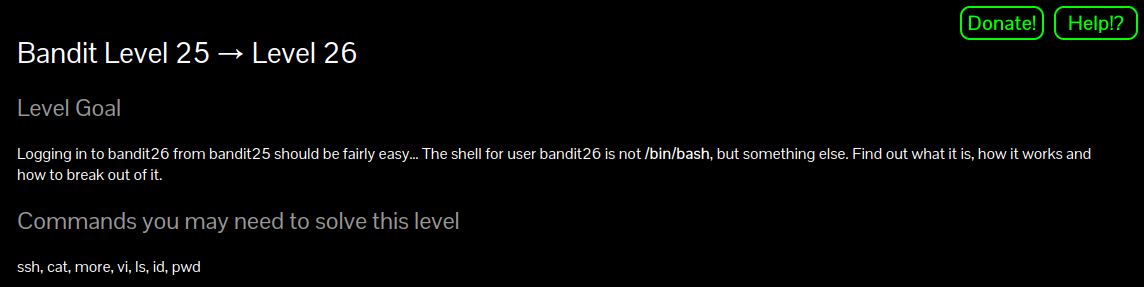 Donate! Help!?
Bandit Level 25 → Level 26
Level Goal
Logging in to bandit26 from bandit25 should be fairly easy... The shell for user bandit26 is not /bin/bash, but something else. Find out what it is, how it works and
how to break out of it.
Commands you may need to solve this level
ssh, cat, more, vi, ls, id, pwd